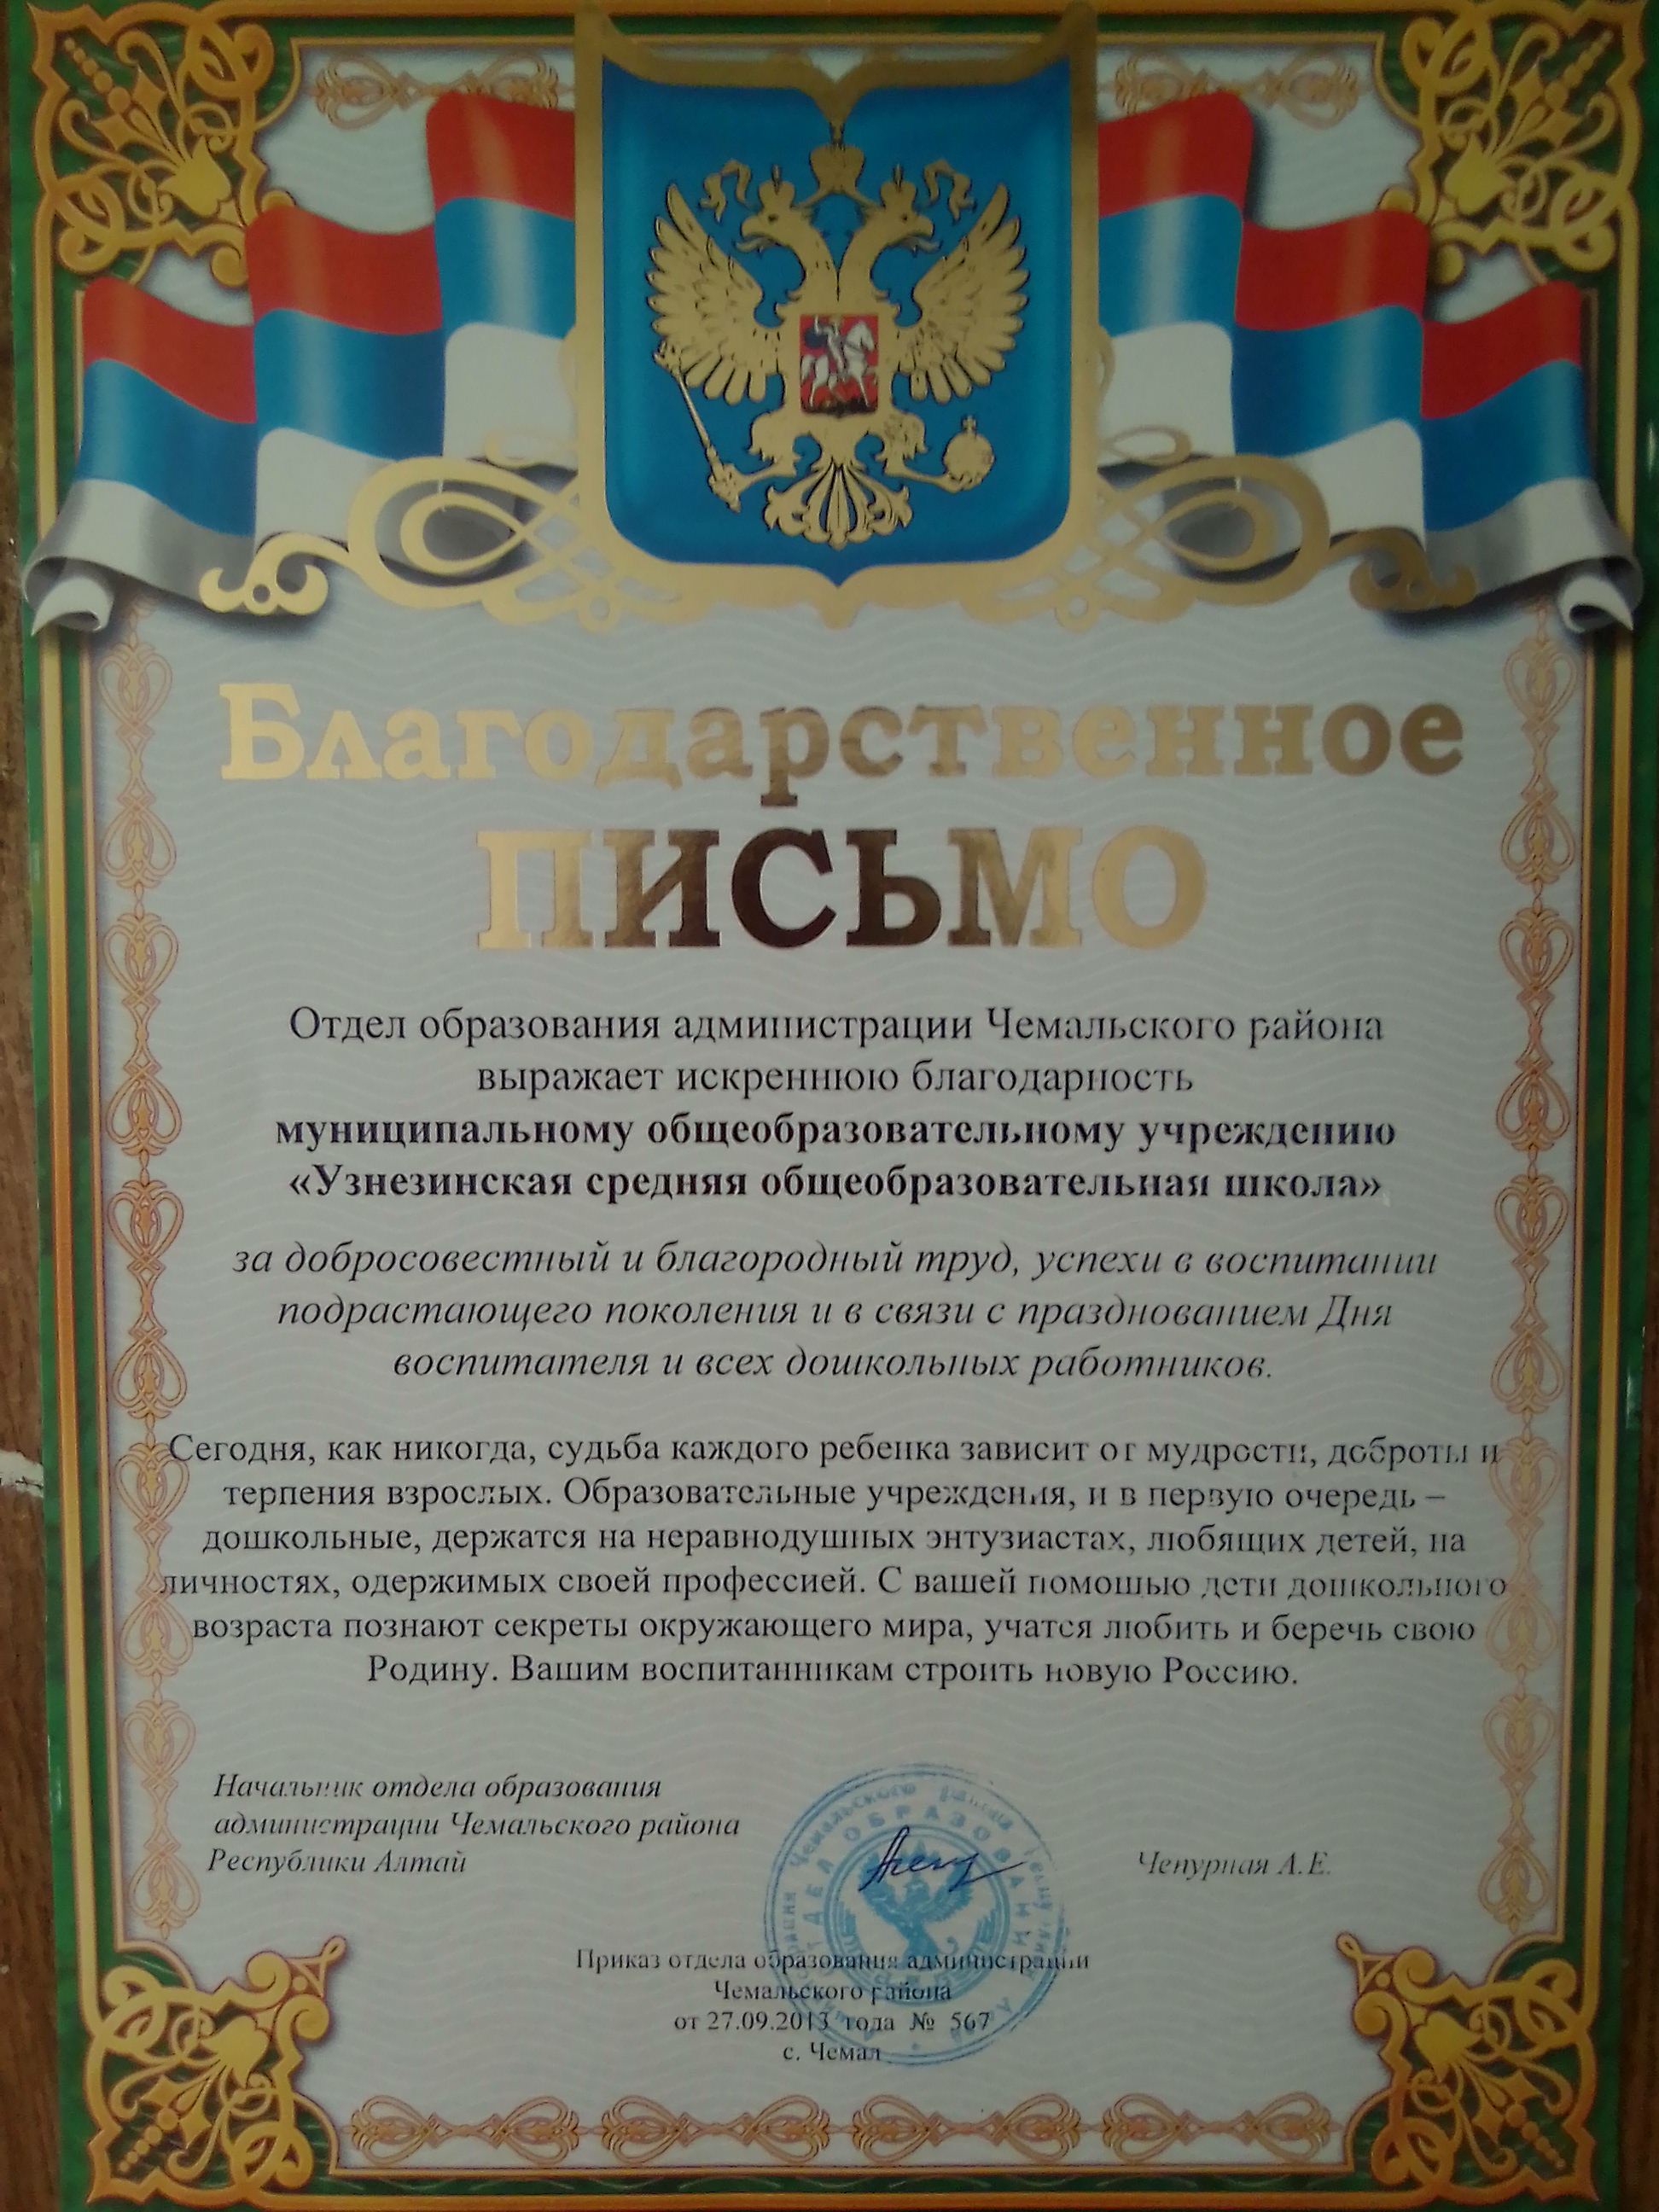 Благодарственное
ПИСЬМО
Отдел образования администрации Чемальского района
выражает искреннюю благодарность
муниципальному общеобразовательному учреждению
«Узнезинская средняя общеобразовательная школа»
за добросовестный и благородный труд, успехи в воспитании
подрастающего поколения и в связи с празднованием Дня
воспитателя и всех дошкольных работников.
Сегодня, как никогда, судьба каждого ребенка зависит от мудрости, доброты и
терпения взрослых. Образовательные учреждения, и в первую очередь –
дошкольные, держатся на неравнодушных энтузиастах, любящих детей, на
личностях, одержимых своей профессией. С вашей помощью дети дошкольного
возраста познают секреты окружающего мира, учатся любить и беречь свою
Родину. Вашим воспитанникам строить новую Россию.
Начальник отдела образования
администрации Чемальского района
Республики Алтай
Чепурная А.Е.
Чемальского района
ОТДЕЛ ОБРАЗОВАНИЯ
Приказ отдела образования администрации
Чемальского района
от 27.09.2013 года № 567
с. Чемал